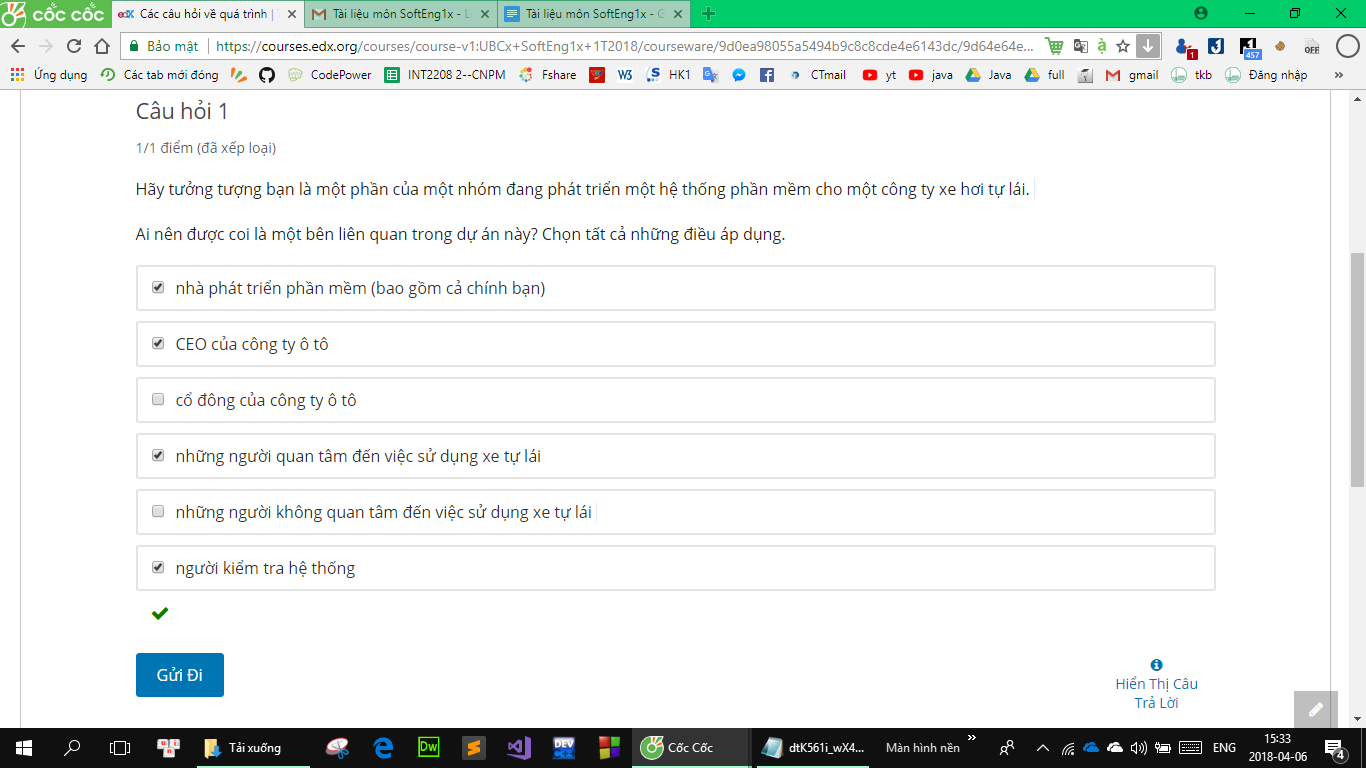 cốc cốc
edX Các câu hỏi về quá trình |
Tài liệu môn SoftEng1x - L
Tài liệu môn SoftEng1x - G
Bảo mật https://courses.edx.org/courses/course-v1:UBCx+SoftEng1x+1T2018/courseware/9d0ea98055a5494b9c8c8cde4e6143dc/9d64e64e...
à 1 457 OFF
Ứng dụng Các tab mới đóng CodePower INT2208 2--CNPM Fshare W3 HK1 CTmail yt java Java full gmail tkb Đăng nhập »
Câu hỏi 1
1/1 điểm (đã xếp loại)
Hãy tưởng tượng bạn là một phần của một nhóm đang phát triển một hệ thống phần mềm cho một công ty xe hơi tự lái.
Ai nên được coi là một bên liên quan trong dự án này? Chọn tất cả những điều áp dụng.
nhà phát triển phần mềm (bao gồm cả chính bạn)
CEO của công ty ô tô
cổ đông của công ty ô tô
những người quan tâm đến việc sử dụng xe tự lái
những người không quan tâm đến việc sử dụng xe tự lái
người kiểm tra hệ thống
Gửi Đi
Hiển Thị Câu
Trả Lời
Tải xuống Dw DEV Cốc Cốc dtK561i_wX4... Màn hình nền » ENG
15:33
2018-04-06
4